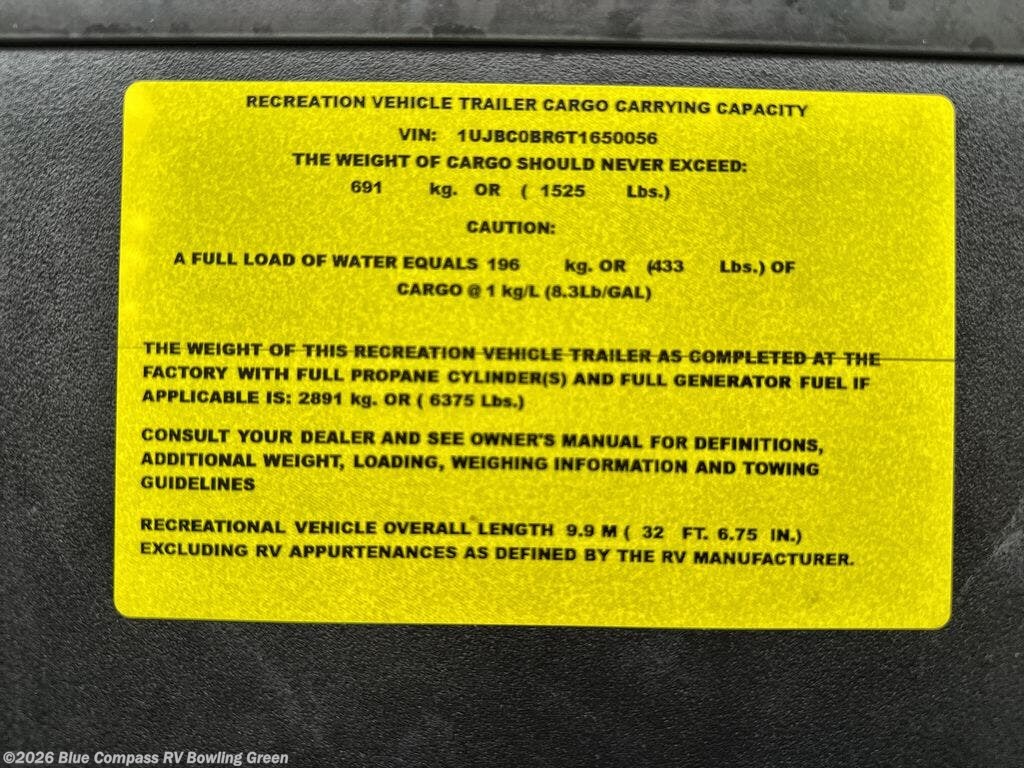 RECREATION VEHICLE TRAILER CARGO CARRYING CAPACITY
VIN: 1UJBC0BR6T1650056
THE WEIGHT OF CARGO SHOULD NEVER EXCEED:
691 kg. OR ( 1525 Lbs.)
CAUTION:
A FULL LOAD OF WATER EQUALS 196 kg. OR (433 Lbs.) OF
CARGO @ 1 kg/L (8.3Lb/GAL)
THE WEIGHT OF THIS RECREATION VEHICLE TRAILER AS COMPLETED AT THE
FACTORY WITH FULL PROPANE CYLINDER(S) AND FULL GENERATOR FUEL IF
APPLICABLE IS: 2891 kg. OR ( 6375 Lbs.)
CONSULT YOUR DEALER AND SEE OWNER'S MANUAL FOR DEFINITIONS,
ADDITIONAL WEIGHT, LOADING, WEIGHING INFORMATION AND TOWING
GUIDELINES
RECREATIONAL VEHICLE OVERALL LENGTH 9.9 M ( 32 FT. 6.75 IN.)
EXCLUDING RV APPURTENANCES AS DEFINED BY THE RV MANUFACTURER.
©2026 Blue Compass RV Bowling Green